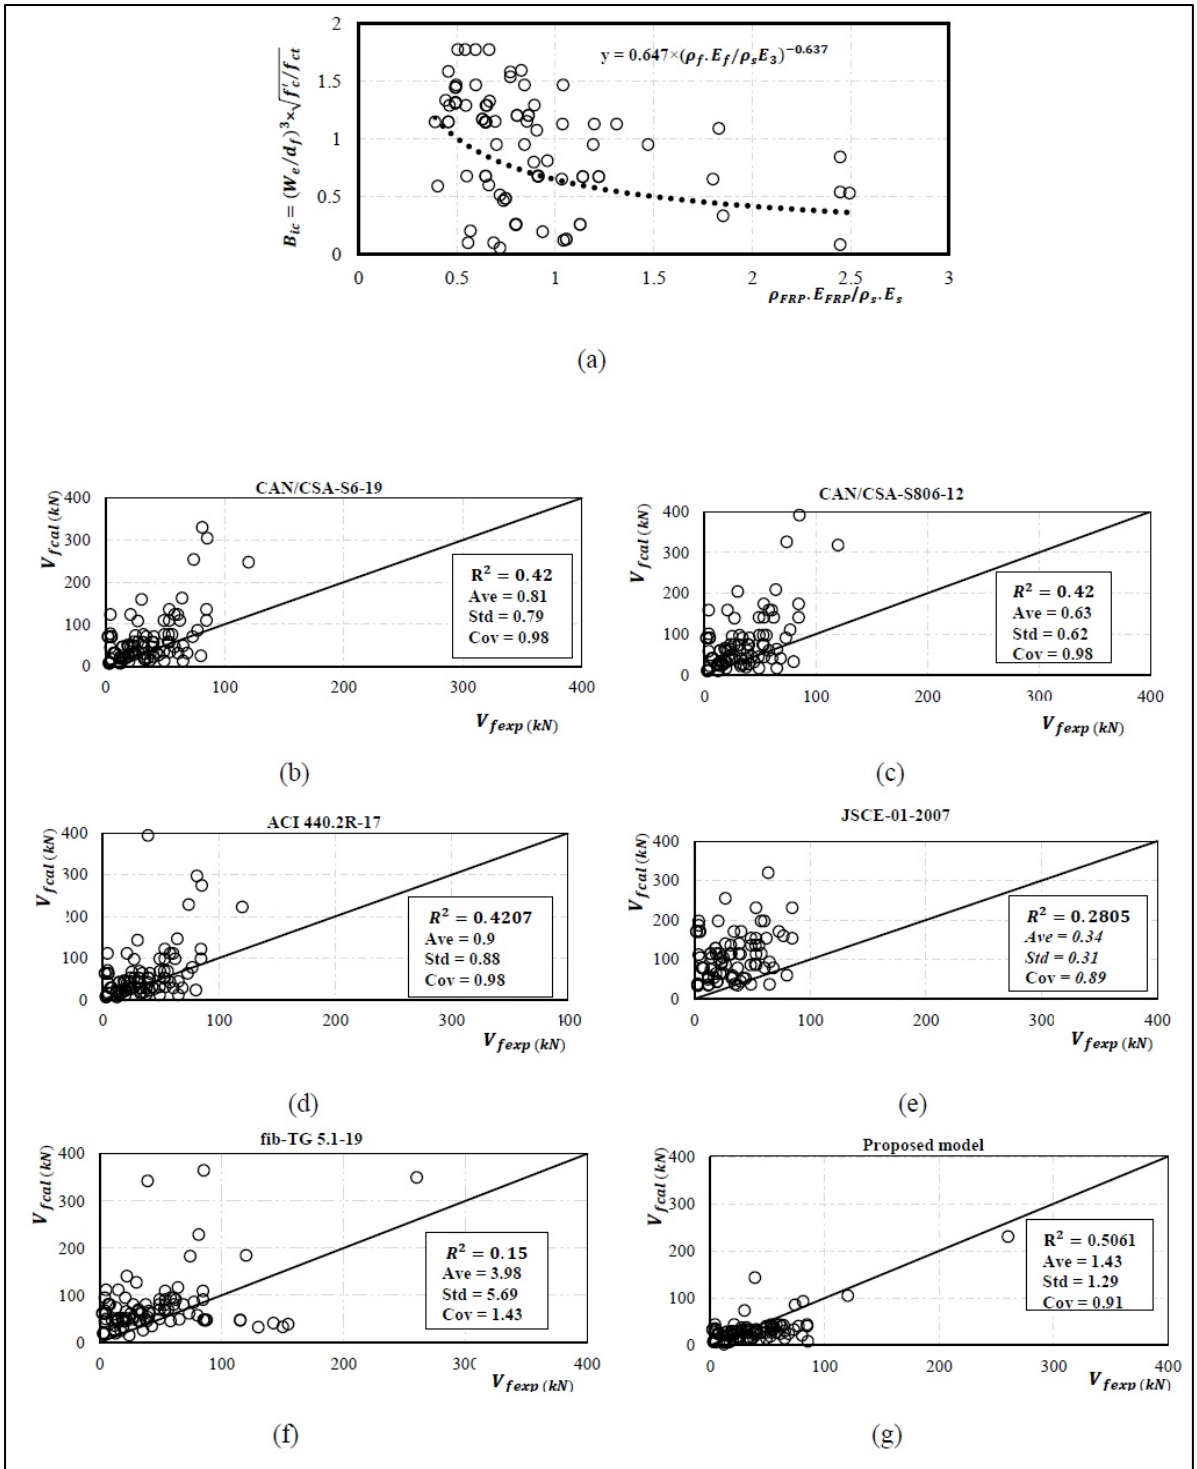 2
1.5
1
0.5
0
B_ic = (W_e/d_f)^3×√f'_c/f_ct
y = 0.647×(ρ_f.E_f/ρ_sE_3)^−0.637
0 0.5 1 1.5 2 2.5 3
ρ_FRP.E_FRP/ρ_s.E_s
(a)
CAN/CSA-S6-19
V_fcal (kN)
400
300
200
100
0
R² = 0.42
Ave = 0.81
Std = 0.79
Cov = 0.98
0 100 200 300 400
V_fexp (kN)
(b)
CAN/CSA-S806-12
V_fcal (kN)
400
300
200
100
0
R² = 0.42
Ave = 0.63
Std = 0.62
Cov = 0.98
0 100 200 300 400
V_fexp (kN)
(c)
ACI 440.2R-17
V_fcal (kN)
400
300
200
100
0
R² = 0.4207
Ave = 0.9
Std = 0.88
Cov = 0.98
0 100 200 300 400
V_fexp (kN)
(d)
JSCE-01-2007
V_fcal (kN)
400
300
200
100
0
R² = 0.2805
Ave = 0.34
Std = 0.31
Cov = 0.89
0 100 200 300 400
V_fexp (kN)
(e)
fib-TG 5.1-19
V_fcal (kN)
400
300
200
100
0
R² = 0.15
Ave = 3.98
Std = 5.69
Cov = 1.43
0 100 200 300 400
V_fexp (kN)
(f)
Proposed model
V_fcal (kN)
400
300
200
100
0
R² = 0.5061
Ave = 1.43
Std = 1.29
Cov = 0.91
0 100 200 300 400
V_fexp (kN)
(g)